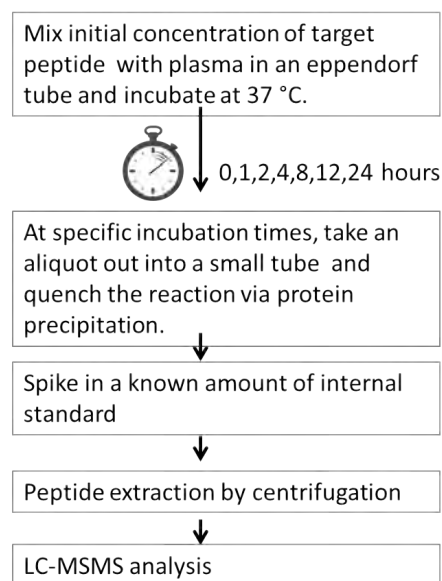 Mix initial concentration of target
peptide with plasma in an eppendorf
tube and incubate at 37 °C.
0,1,2,4,8,12,24 hours
At specific incubation times, take an
aliquot out into a small tube and
quench the reaction via protein
precipitation.
Spike in a known amount of internal
standard
Peptide extraction by centrifugation
LC-MSMS analysis